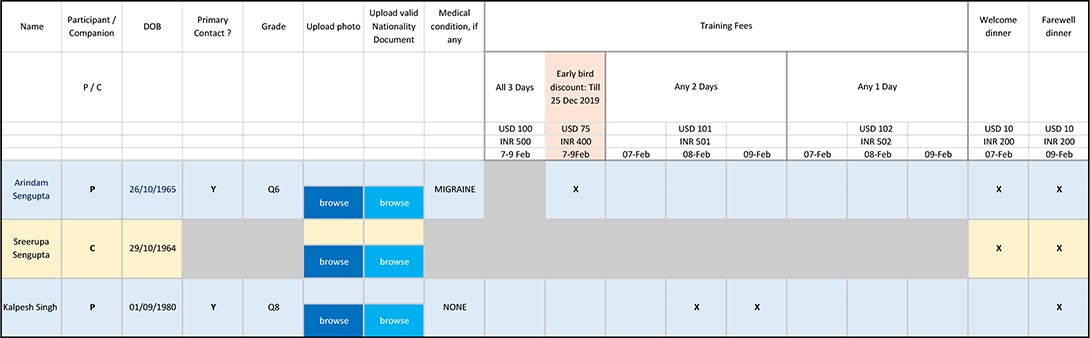 Name Participant / Companion DOB Primary Contact ? Grade Upload photo Upload valid Nationality Document Medical condition, if any Training Fees Welcome dinner Farewell dinner
P / C All 3 Days Early bird discount: Till 25 Dec 2019 Any 2 Days Any 1 Day
USD 100 USD 75 USD 101 USD 102 USD 10 USD 10
INR 500 INR 400 INR 501 INR 502 INR 200 INR 200
7-9 Feb 7-9Feb 07-Feb 08-Feb 09-Feb 07-Feb 08-Feb 09-Feb 07-Feb 09-Feb
Arindam Sengupta P 26/10/1965 Y Q6 browse browse MIGRAINE X X X
Sreerupa Sengupta C 29/10/1964 browse browse X X
Kalpesh Singh P 01/09/1980 Y Q8 browse browse NONE X X X